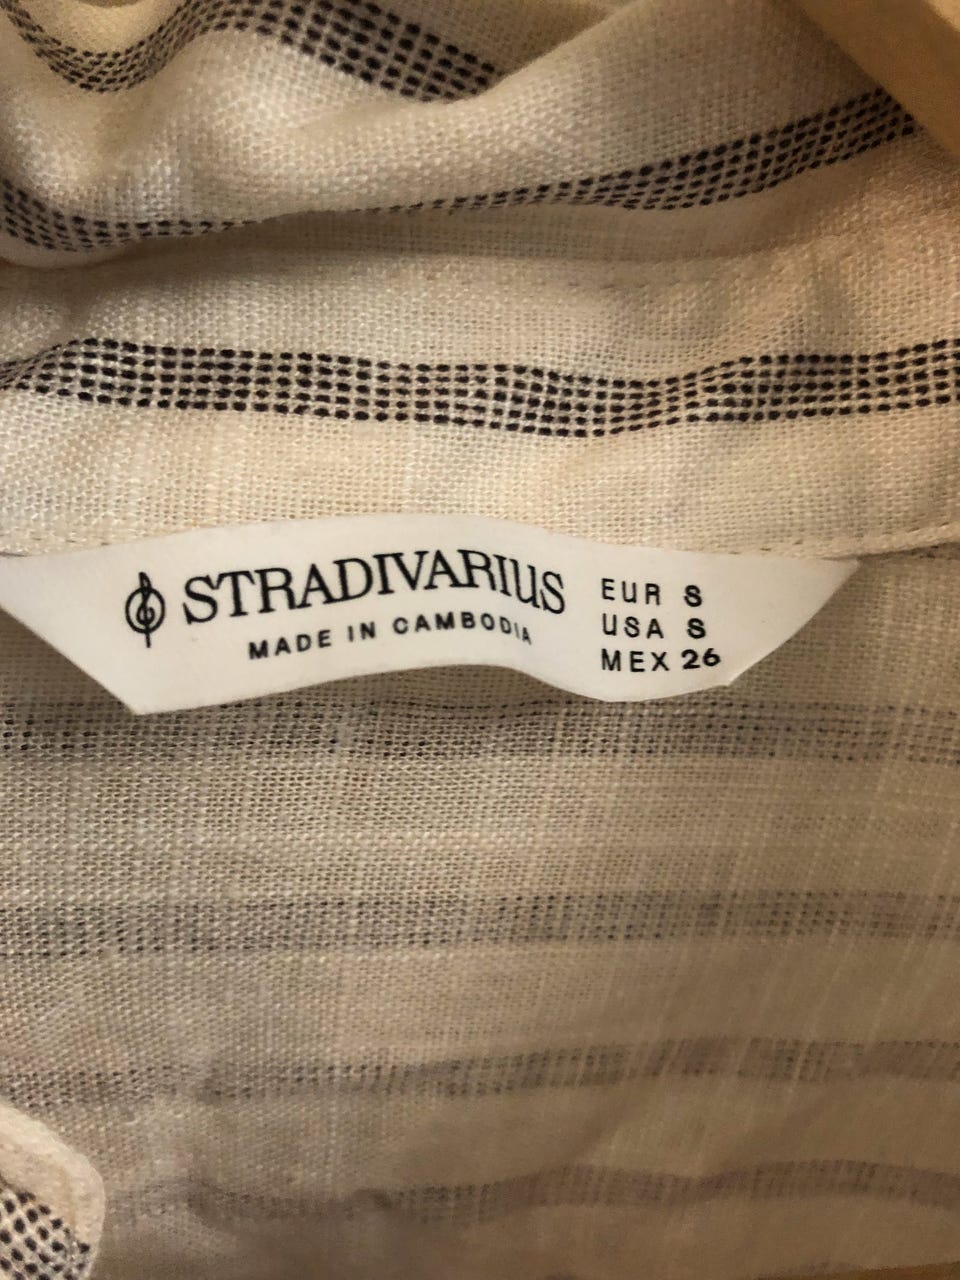 STRADIVARIUS
MADE IN CAMBODIA
EUR S
USA S
MEX 26